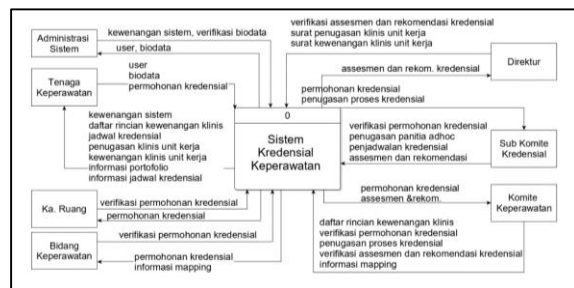 Administrasi
Sistem
kewenangan sistem, verifikasi biodata
user, biodata
Tenaga
Keperawatan
user
biodata
permohonan kredensial
kewenangan sistem
daftar rincian kewenangan klinis
jadwal kredensial
penugasan klinis unit kerja
kewenangan klinis unit kerja
informasi portofolio
informasi jadwal kredensial
Ka. Ruang
verifikasi permohonan kredensial
permohonan kredensial
Bidang
Keperawatan
verifikasi permohonan kredensial
permohonan kredensial
informasi mapping
0
Sistem
Kredensial
Keperawatan
verifikasi assesmen dan rekomendasi kredensial
surat penugasan klinis unit kerja
surat kewenangan klinis unit kerja
Direktur
assesmen dan rekom. kredensial
permohonan kredensial
penugasan proses kredensial
verifikasi permohonan kredensial
penugasan panitia adhoc
penjadwalan kredensial
assesmen dan rekomendasi
Sub Komite
Kredensial
permohonan kredensial
assesmen &rekom.
Komite
Keperawatan
daftar rincian kewenangan klinis
verifikasi permohonan kredensial
penugasan proses kredensial
verifikasi assesmen dan rekomendasi kredensial
informasi mapping